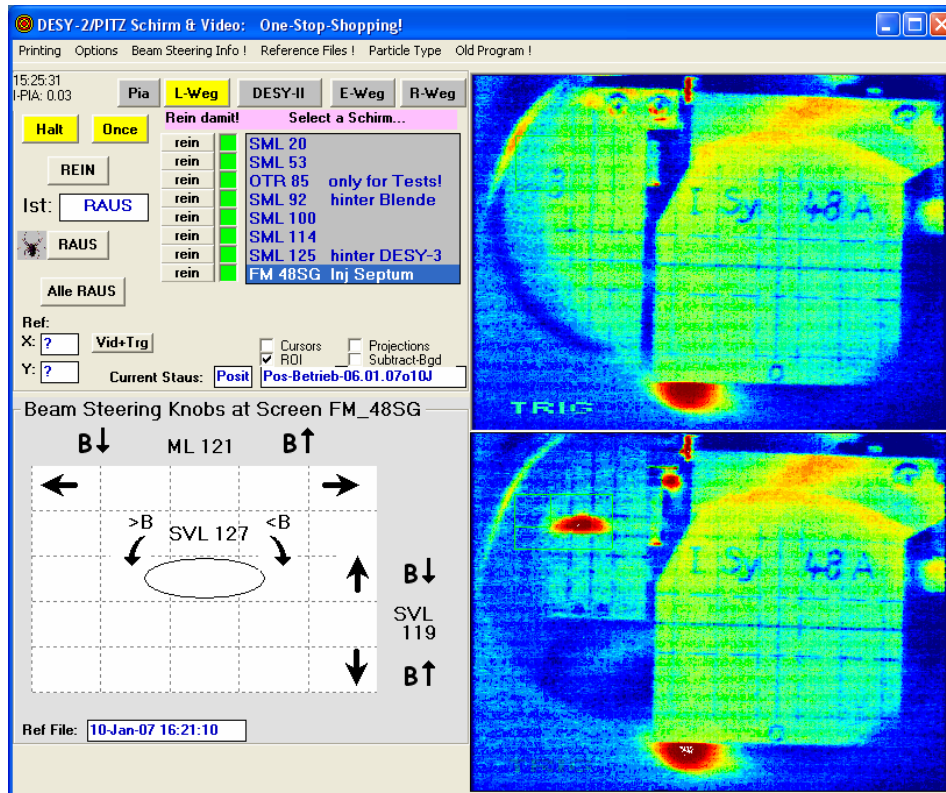 DESY-2/PITZ Schirm & Video: One-Stop-Shopping!
Printing Options Beam Steering Info ! Reference Files ! Particle Type Old Program !
15:25:31
I-PIA: 0.03
Pia L-Weg DESY-II E-Weg R-Weg
Halt Once
Rein damit! Select a Schirm...
rein SML 20
rein SML 53
rein OTR 85 only for Tests!
rein SML 92 hinter Blende
rein SML 100
rein SML 114
rein SML 125 hinter DESY-3
rein FM 48SG Inj Septum
REIN
Ist: RAUS
RAUS
Alle RAUS
Ref:
X: ? Vid+Trg
Y: ?
Cursors Projections
ROI Subtract-Bgd
Current Staus: Posit Pos-Betrieb-06.01.07o10J
Beam Steering Knobs at Screen FM_48SG
B↓ ML 121 B↑
>B SVL 127 <B
B↓
SVL
119
B↑
Ref File: 10-Jan-07 16:21:10
I Sy 48A
TRIG
I Sy 48A